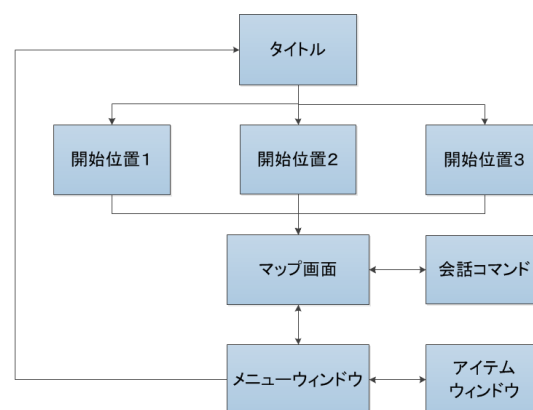 タイトル
開始位置1
開始位置2
開始位置3
マップ画面
会話コマンド
メニューウィンドウ
アイテム
ウィンドウ